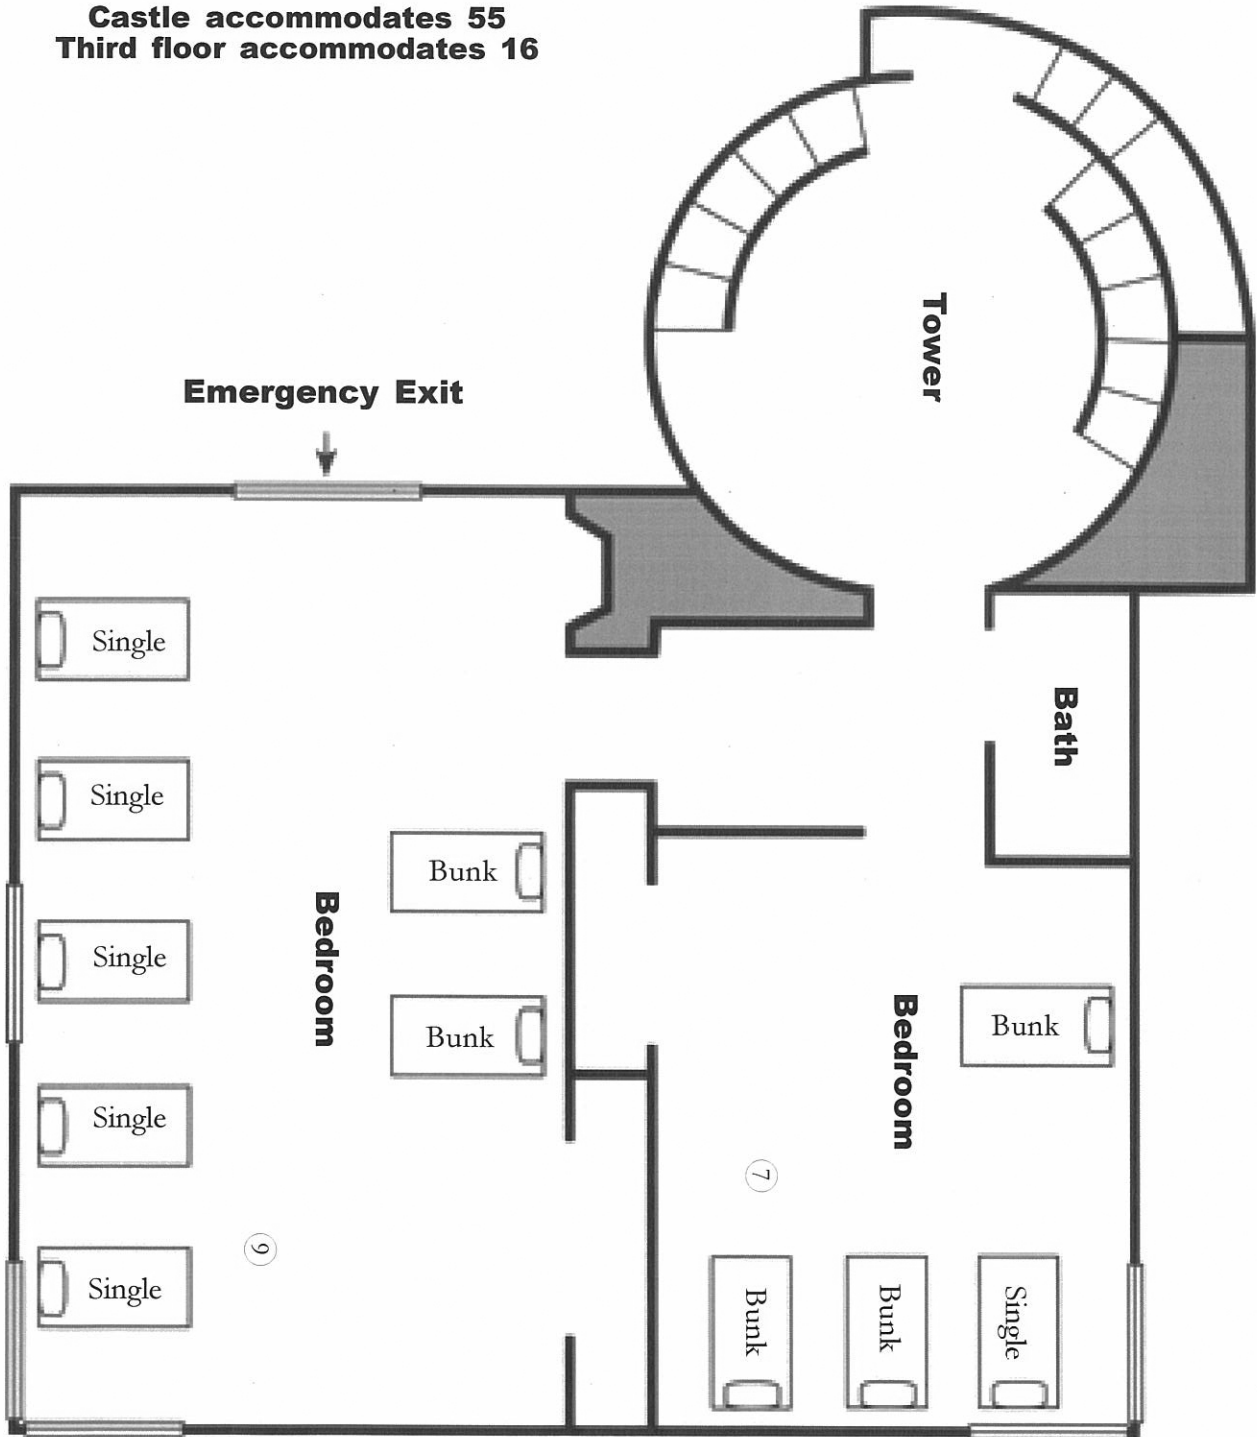 Castle accommodates 55
Third floor accommodates 16
Tower
Emergency Exit
Single
Bath
Single
Bunk
Bedroom
Single
Bunk
Bedroom
Bunk
Single
7
9
Single
Bunk
Bunk
Single